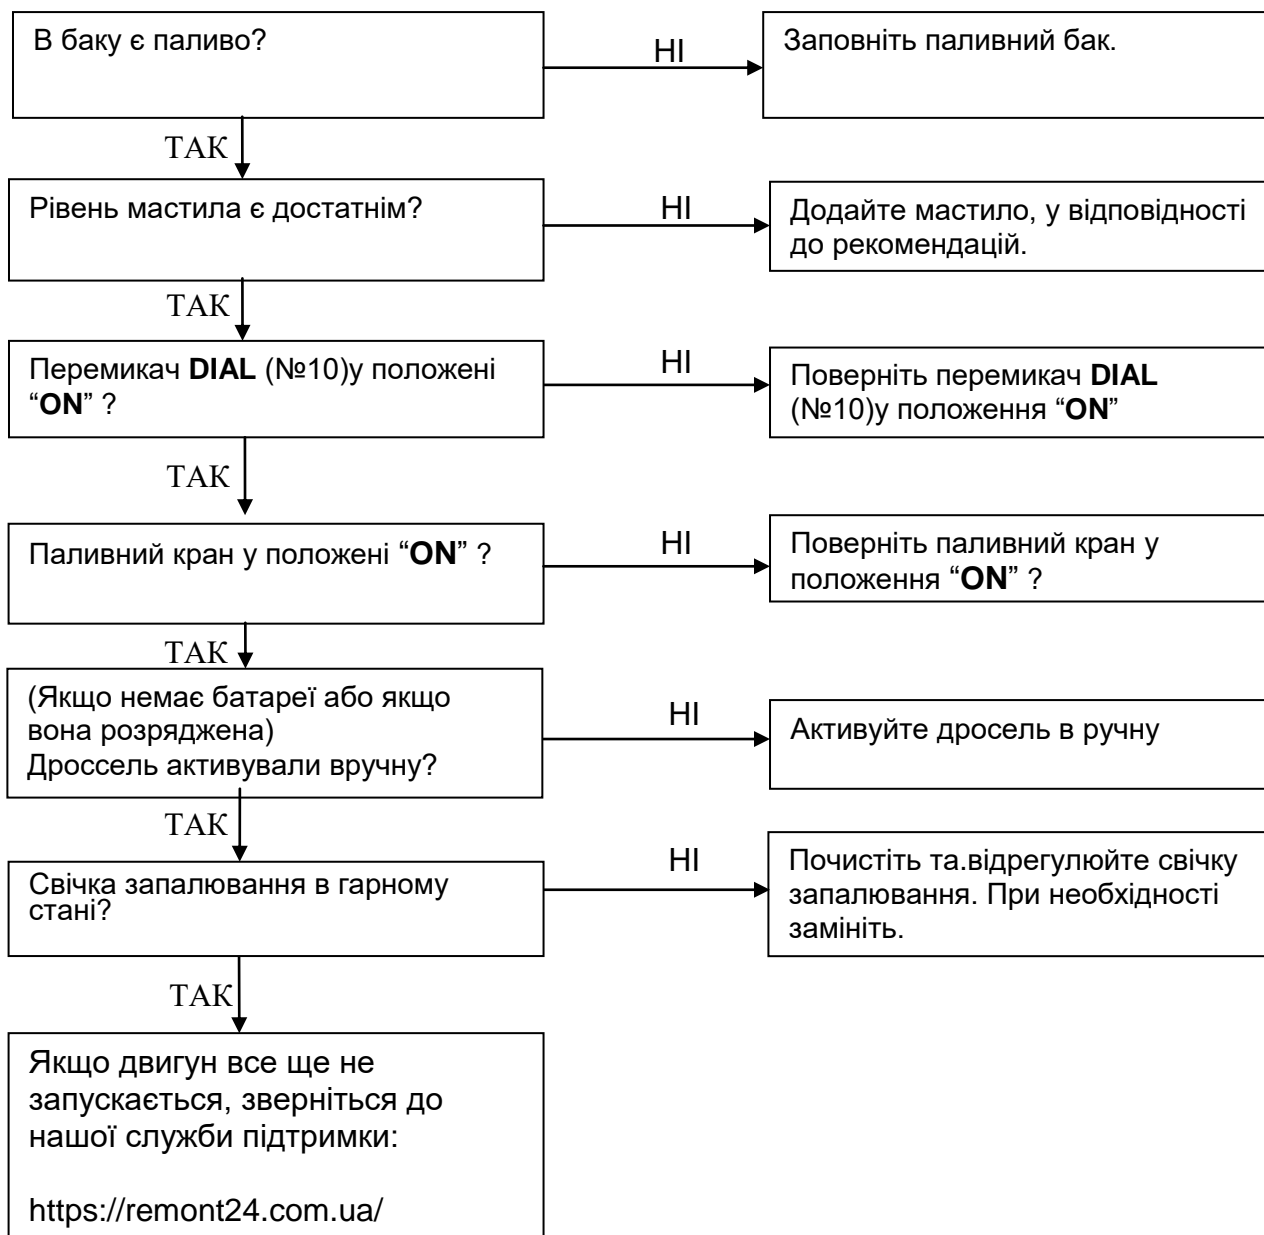 В баку є паливо?
НІ
Заповніть паливний бак.
ТАК
Рівень мастила є достатнім?
НІ
Додайте мастило, у відповідності
до рекомендацій.
ТАК
Перемикач DIAL (№10)у положені
“ON” ?
НІ
Поверніть перемикач DIAL
(№10)у положення “ON”
ТАК
Паливний кран у положені “ON” ?
НІ
Поверніть паливний кран у
положення “ON” ?
ТАК
(Якщо немає батареї або якщо
вона розряджена)
Дроссель активували вручну?
НІ
Активуйте дросель в ручну
ТАК
Свічка запалювання в гарному
стані?
НІ
Почистіть та.відрегулюйте свічку
запалювання. При необхідності
замініть.
ТАК
Якщо двигун все ще не
запускається, зверніться до
нашої служби підтримки:
https://remont24.com.ua/